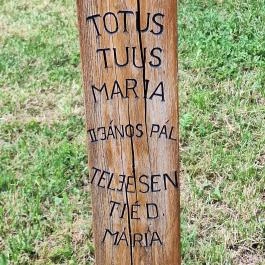 TOTUS
TUUS
MARIA
II.JÁNOS PÁL
TELJESEN
TIÉD
MÁRIA